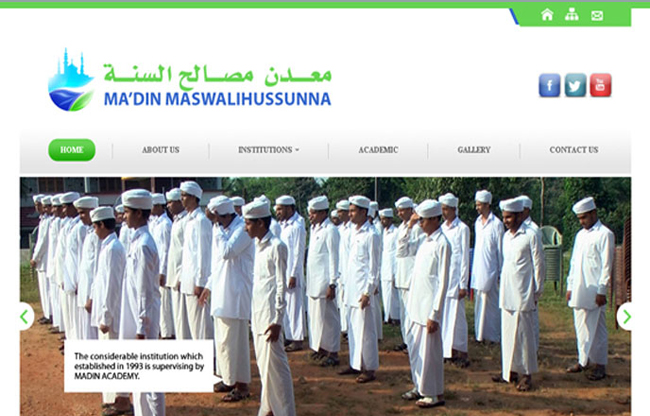 معدن مصالح السنة
MA'DIN MASWALIHUSSUNNA
HOME ABOUT US INSTITUTIONS ACADEMIC GALLERY CONTACT US
The considerable institution which
established in 1993 is supervising by
MADIN ACADEMY.